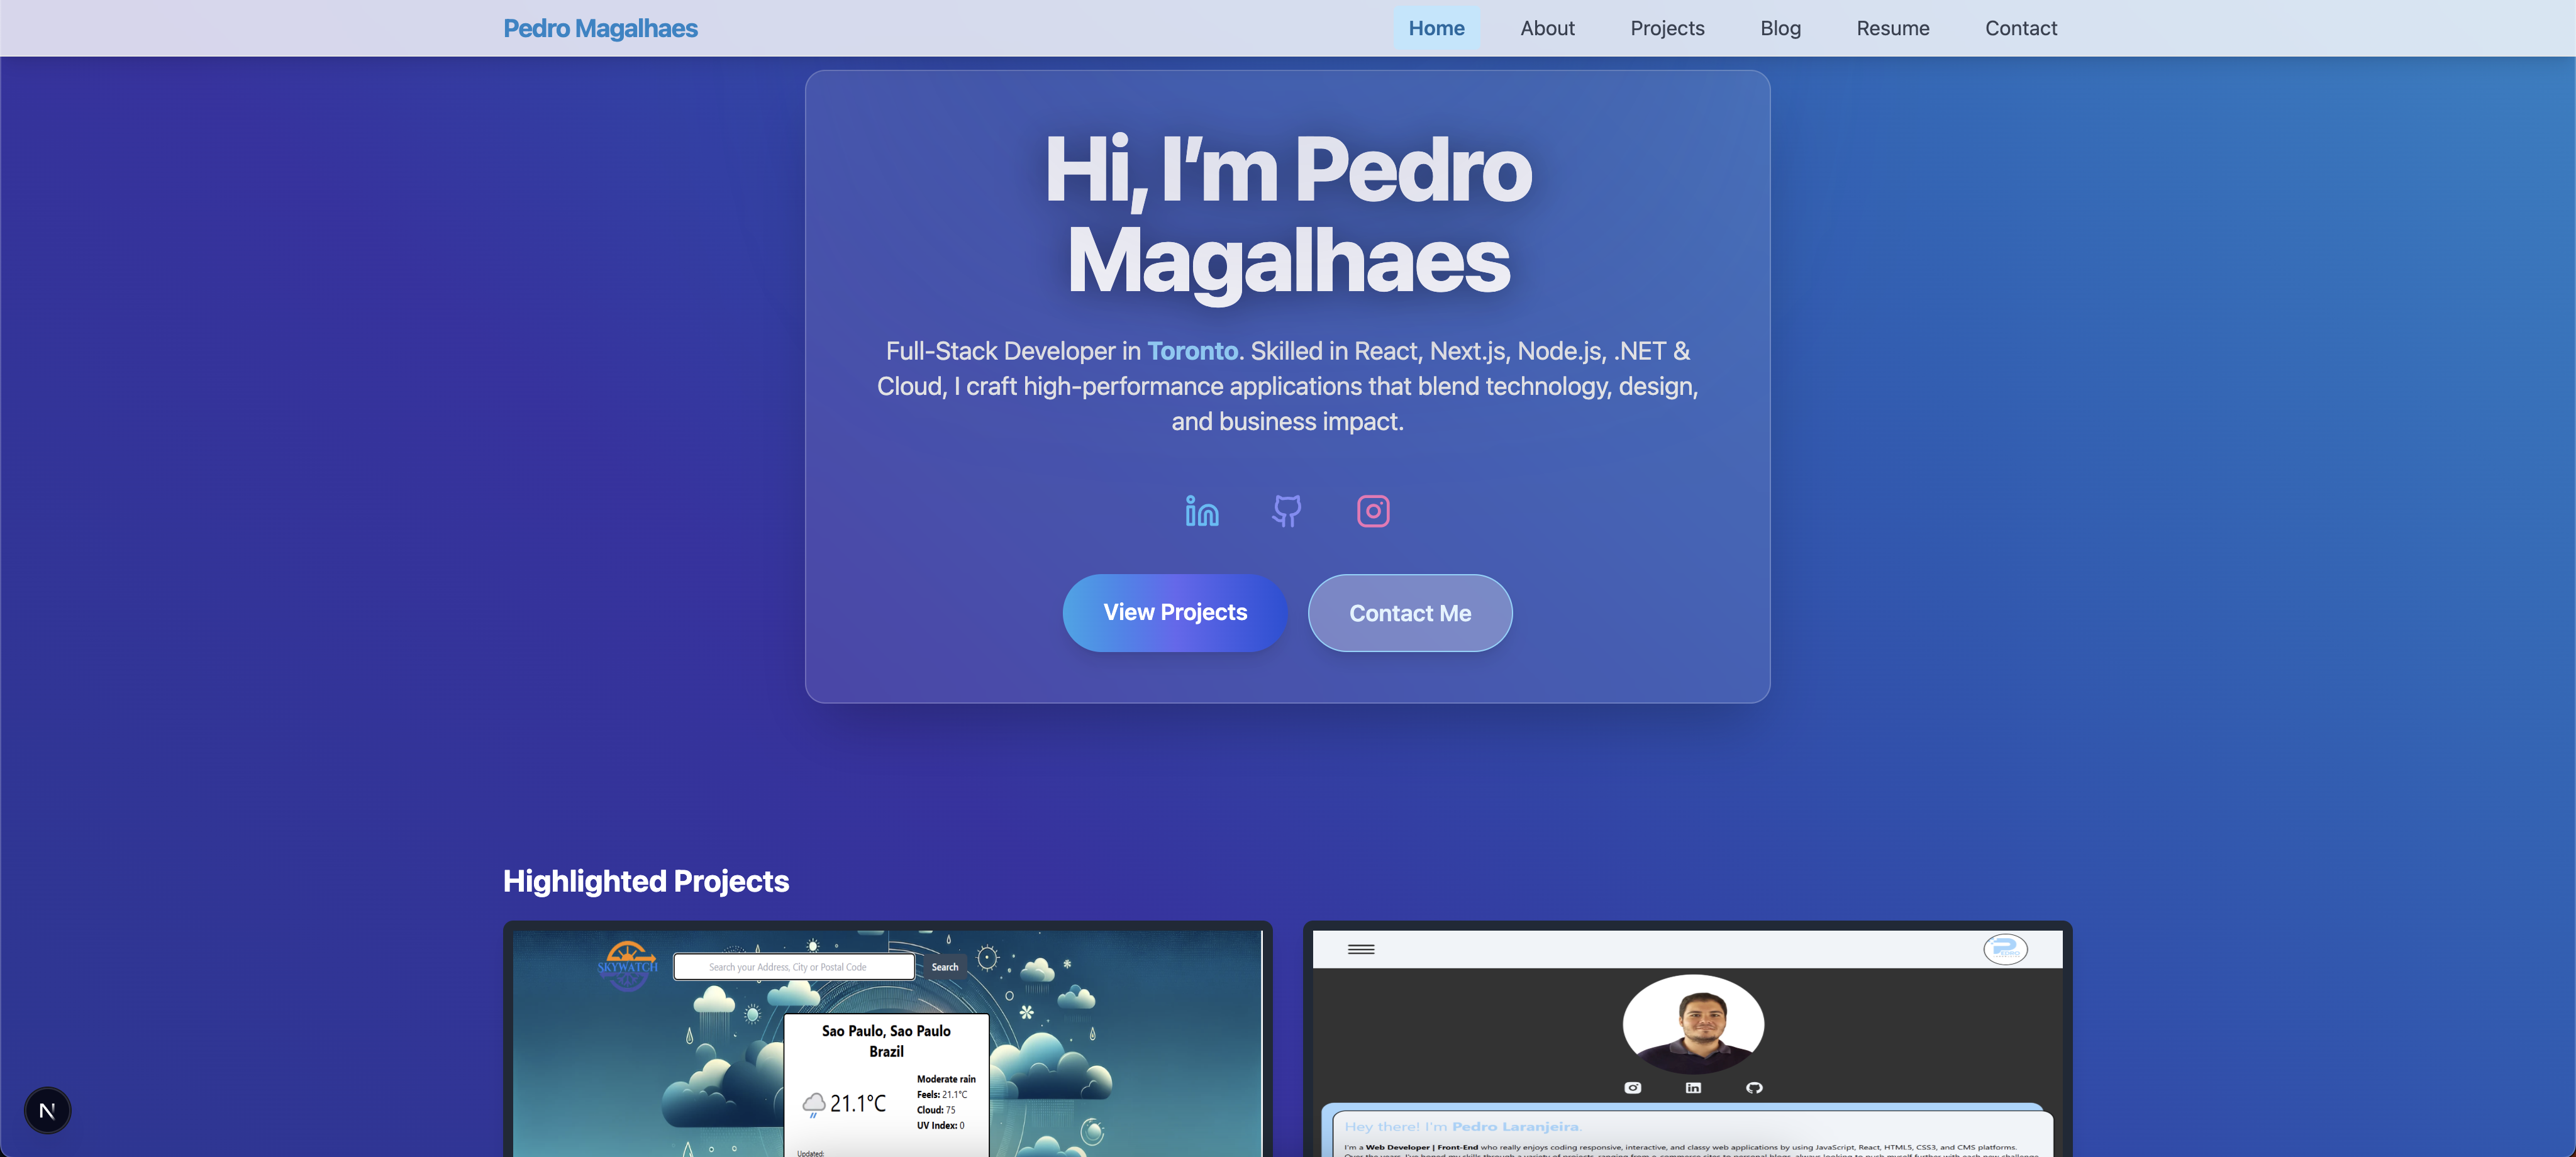 Pedro Magalhaes
Home
About
Projects
Blog
Resume
Contact
Hi, I’m Pedro
Magalhaes
Full-Stack Developer in Toronto. Skilled in React, Next.js, Node.js, .NET &
Cloud, I craft high-performance applications that blend technology, design,
and business impact.
View Projects
Contact Me
Highlighted Projects
SKYWATCH
Search your Address, City or Postal Code
Search
Sao Paulo, Sao Paulo
Brazil
21.1°C
Moderate rain
Feels: 21.1°C
Cloud: 75
UV Index: 0
Updated:
Hey there! I'm Pedro Laranjeira.
I'm a Web Developer | Front-End who really enjoys coding responsive, interactive, and classy web applications by using JavaScript, React, HTML5, CSS3, and CMS platforms.
N